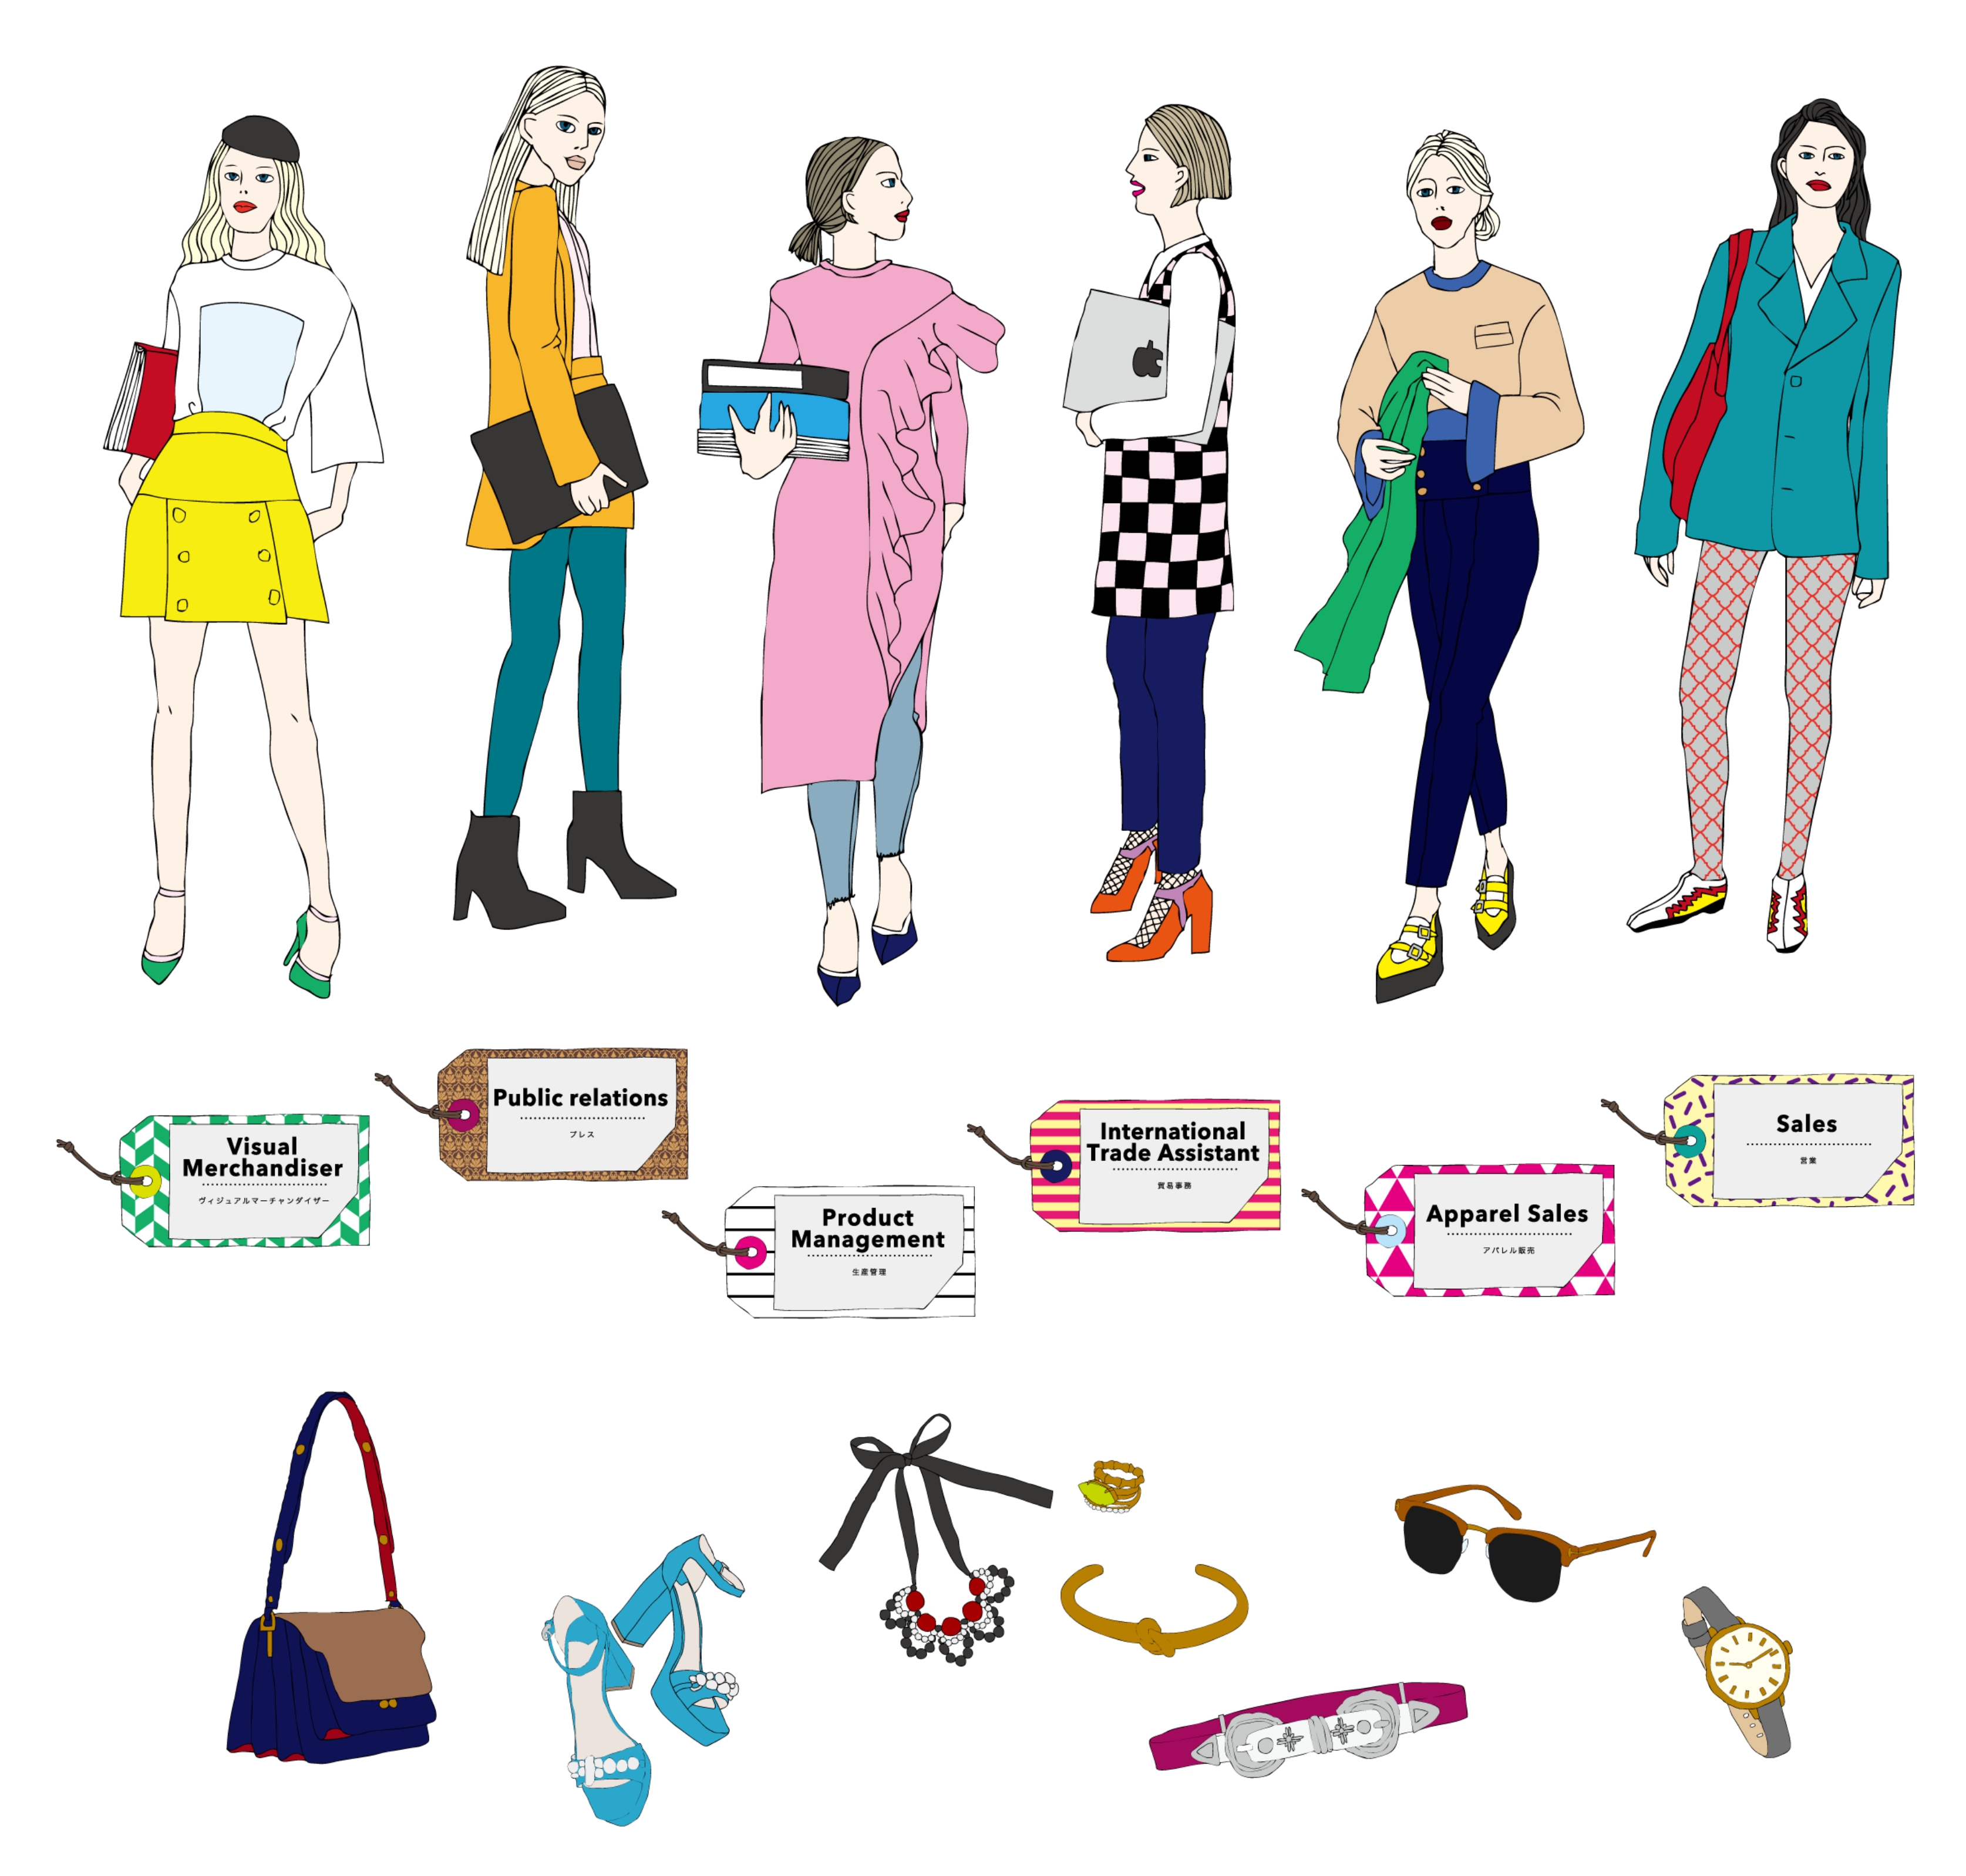 Visual
Merchandiser
ヴィジュアルマーチャンダイザー
Public relations
プレス
Product
Management
生産管理
International
Trade Assistant
貿易事務
Apparel Sales
アパレル販売
Sales
営業